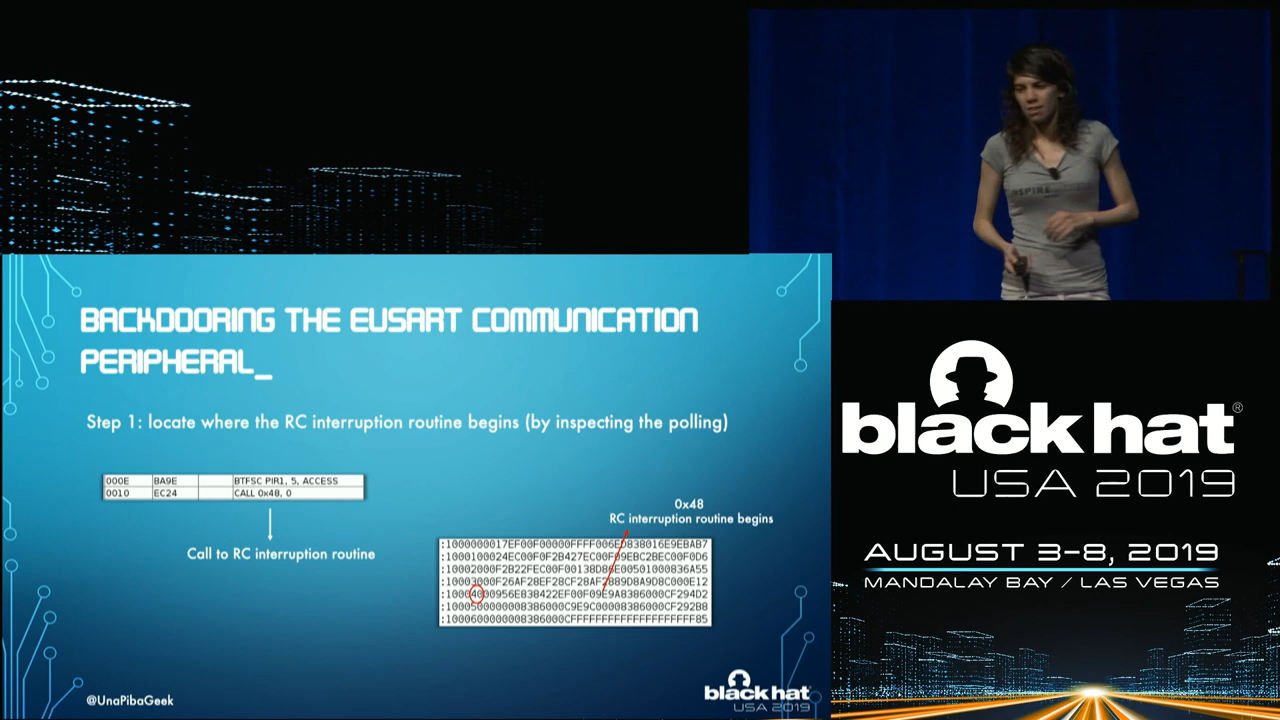 INSPIRE
BACKDOORING THE EUSART COMMUNICATION
PERIPHERAL_
Step 1: locate where the RC interruption routine begins (by inspecting the polling)
000E BA9E BTFSC PIR1, 5, ACCESS
0010 EC24 CALL 0x48, 0
Call to RC interruption routine
0x48
RC interruption routine begins
:1000600000008386000CFFFFFFFFFFFFFFFFFFFF85
@UnaPibaGeek
black hat
USA 2019
black hat®
USA 2019
AUGUST 3-8, 2019
MANDALAY BAY / LAS VEGAS